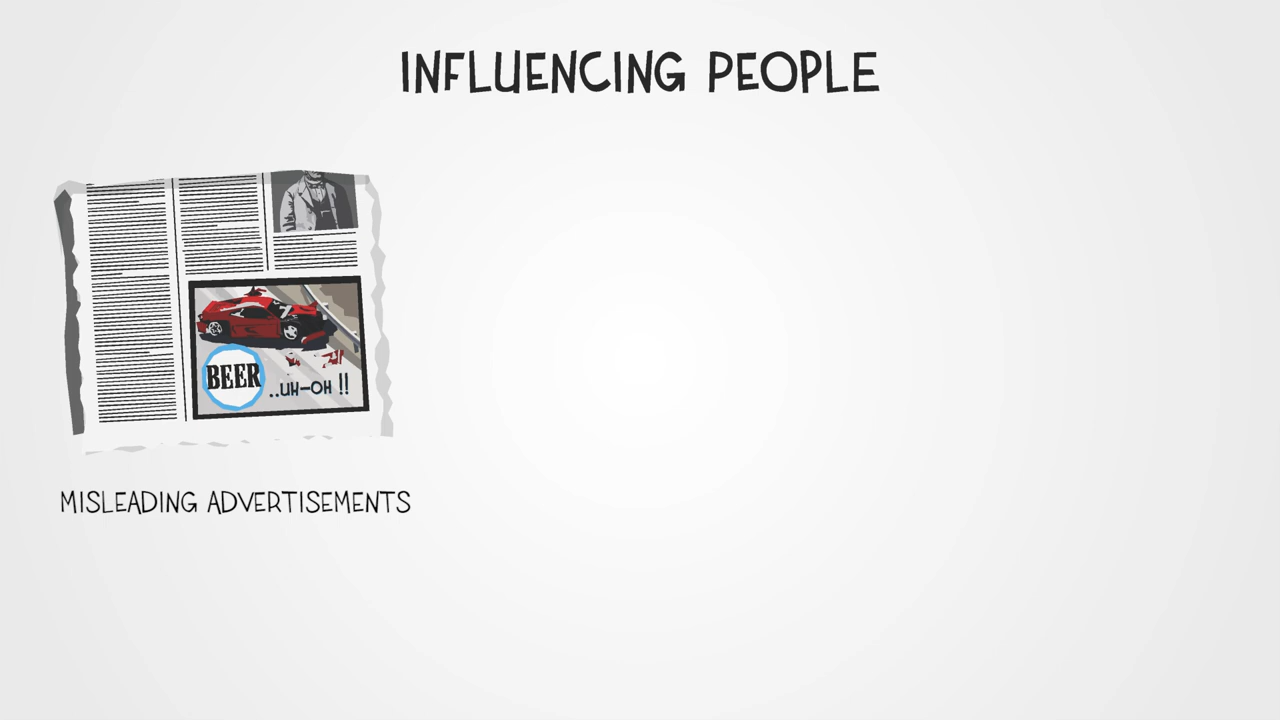 INFLUENCING PEOPLE
BEER
..UH-OH !!
MISLEADING ADVERTISEMENTS